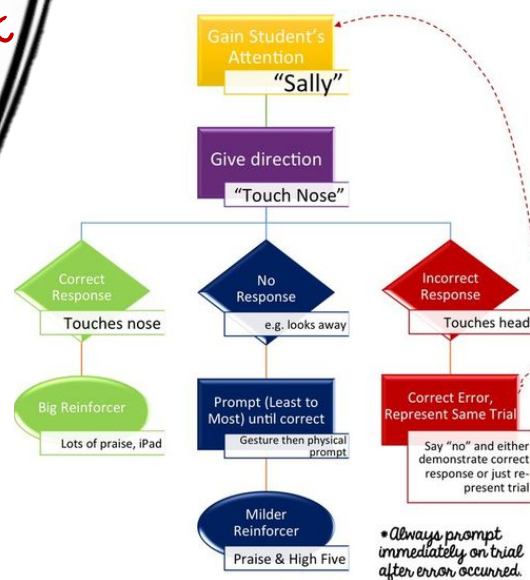 Gain Student's
Attention
"Sally"
Give direction
"Touch Nose"
Correct
Response
Touches nose
No
Response
e.g. looks away
Incorrect
Response
Touches head
Big Reinforcer
Lots of praise, iPad
Prompt (Least to
Most) until correct
Gesture then physical
prompt
Correct Error,
Represent Same Trial
Say "no" and either
demonstrate correct
response or just re-
present trial
Milder
Reinforcer
Praise & High Five
*Always prompt
immediately on trial
after error occurred.